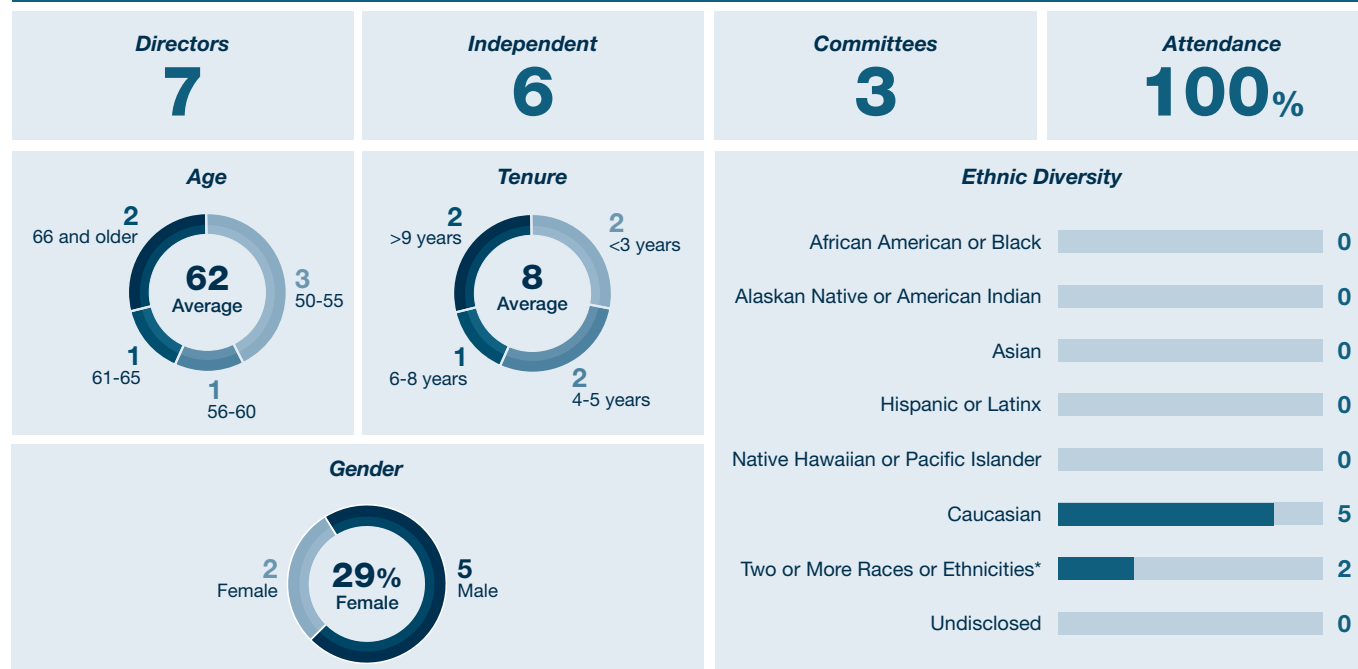 Directors
7
Independent
6
Committees
3
Attendance
100%
Age
2
66 and older
62
Average
3
50-55
1
61-65
1
56-60
Tenure
2
>9 years
2
<3 years
8
Average
1
6-8 years
2
4-5 years
Gender
2
Female
29%
Female
5
Male
Ethnic Diversity
African American or Black 0
Alaskan Native or American Indian 0
Asian 0
Hispanic or Latinx 0
Native Hawaiian or Pacific Islander 0
Caucasian 5
Two or More Races or Ethnicities* 2
Undisclosed 0